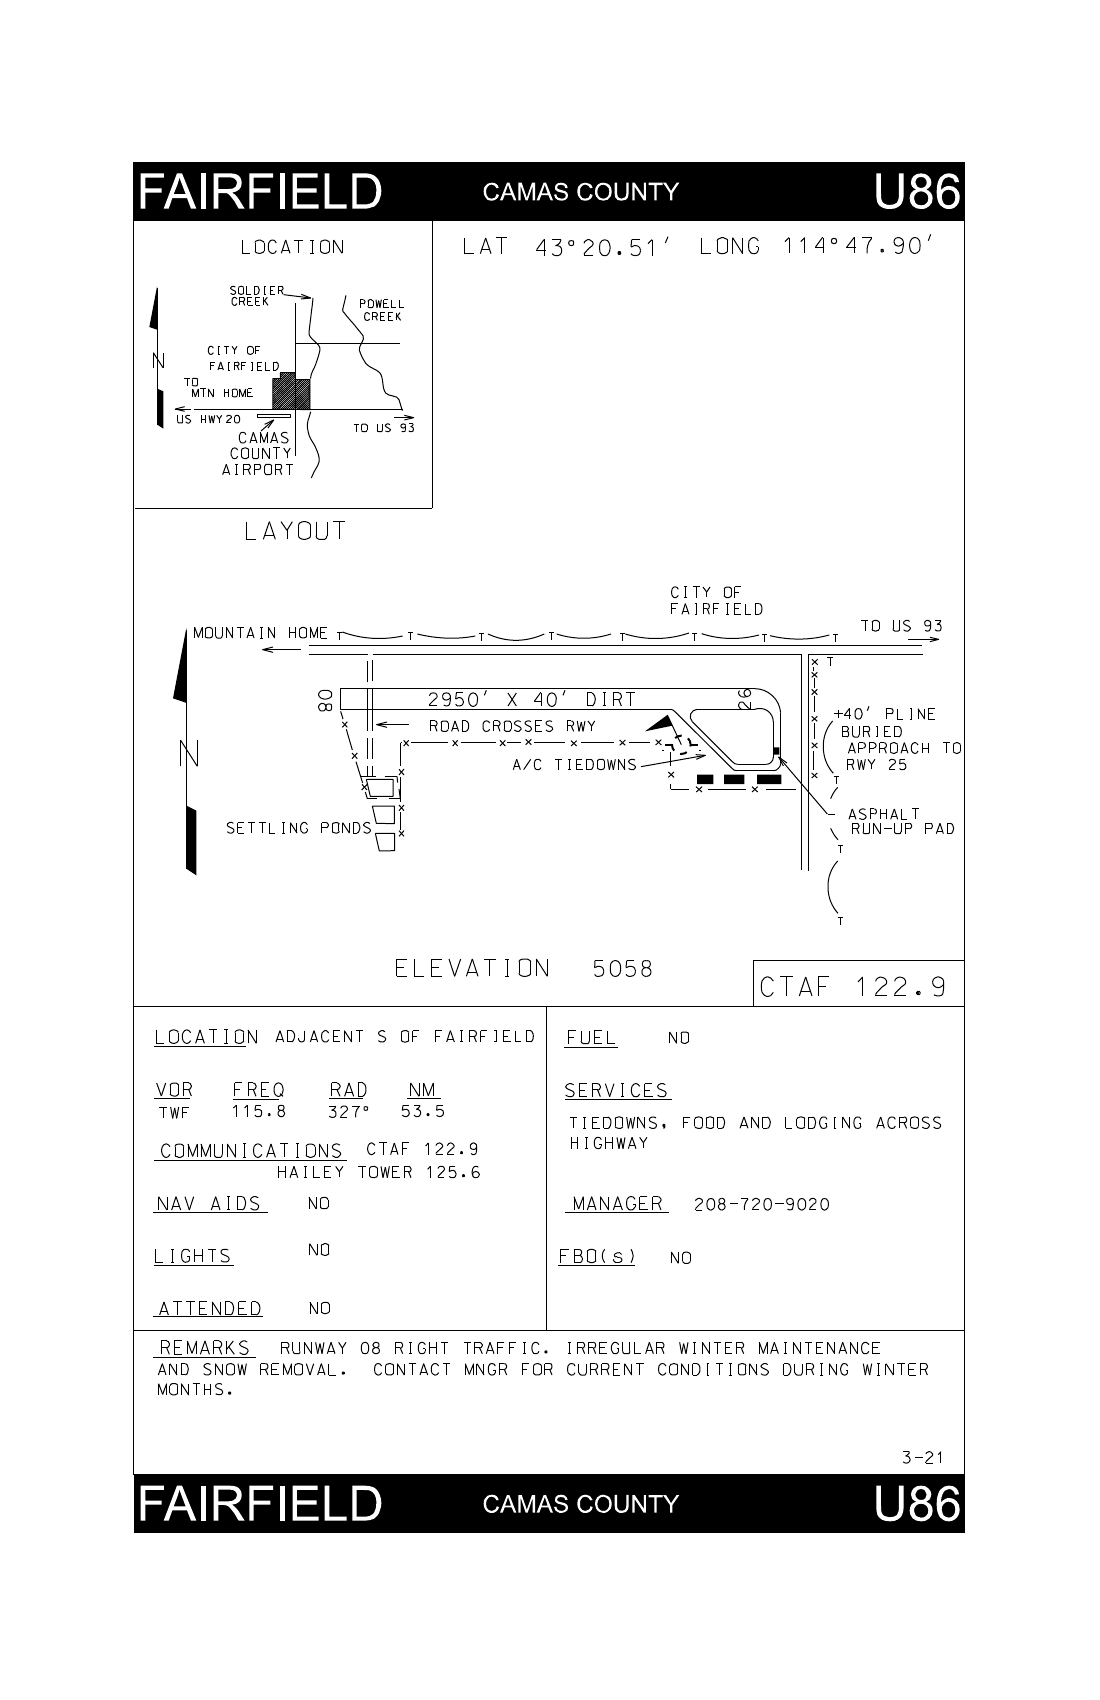 FAIRFIELD CAMAS COUNTY U86
LOCATION
LAT 43°20.51' LONG 114°47.90'
SOLDIER
CREEK
POWELL
CREEK
N
CITY OF
FAIRFIELD
TO
MTN HOME
US HWY20
TO US 93
CAMAS
COUNTY
AIRPORT
LAYOUT
CITY OF
FAIRFIELD
MOUNTAIN HOME
TO US 93
08
2950' X 40' DIRT
26
ROAD CROSSES RWY
+40' PLINE
BURIED
APPROACH TO
RWY 25
N
A/C TIEDOWNS
ASPHALT
RUN-UP PAD
SETTLING PONDS
ELEVATION 5058
CTAF 122.9
LOCATION ADJACENT S OF FAIRFIELD
VOR FREQ RAD NM
TWF 115.8 327° 53.5
COMMUNICATIONS CTAF 122.9
HAILEY TOWER 125.6
NAV AIDS NO
LIGHTS NO
ATTENDED NO
FUEL NO
SERVICES
TIEDOWNS, FOOD AND LODGING ACROSS
HIGHWAY
MANAGER 208-720-9020
FBO(s) NO
REMARKS RUNWAY 08 RIGHT TRAFFIC. IRREGULAR WINTER MAINTENANCE
AND SNOW REMOVAL. CONTACT MNGR FOR CURRENT CONDITIONS DURING WINTER
MONTHS.
3-21
FAIRFIELD CAMAS COUNTY U86